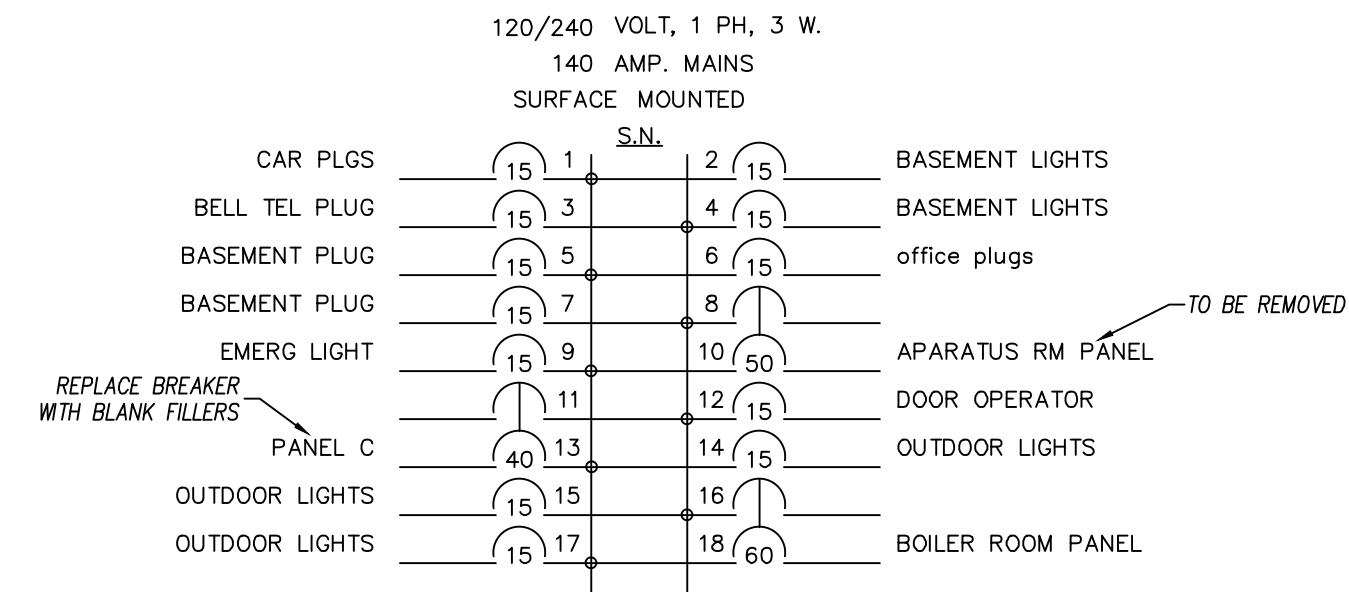 120/240 VOLT, 1 PH, 3 W.
140 AMP. MAINS
SURFACE MOUNTED
S.N.
CAR PLGS 15 1 2 15 BASEMENT LIGHTS
BELL TEL PLUG 15 3 4 15 BASEMENT LIGHTS
BASEMENT PLUG 15 5 6 15 office plugs
BASEMENT PLUG 15 7 8
TO BE REMOVED
EMERG LIGHT 15 9 10 50 APARATUS RM PANEL
REPLACE BREAKER
WITH BLANK FILLERS
11 12 15 DOOR OPERATOR
PANEL C 40 13 14 15 OUTDOOR LIGHTS
OUTDOOR LIGHTS 15 15 16
OUTDOOR LIGHTS 15 17 18 60 BOILER ROOM PANEL